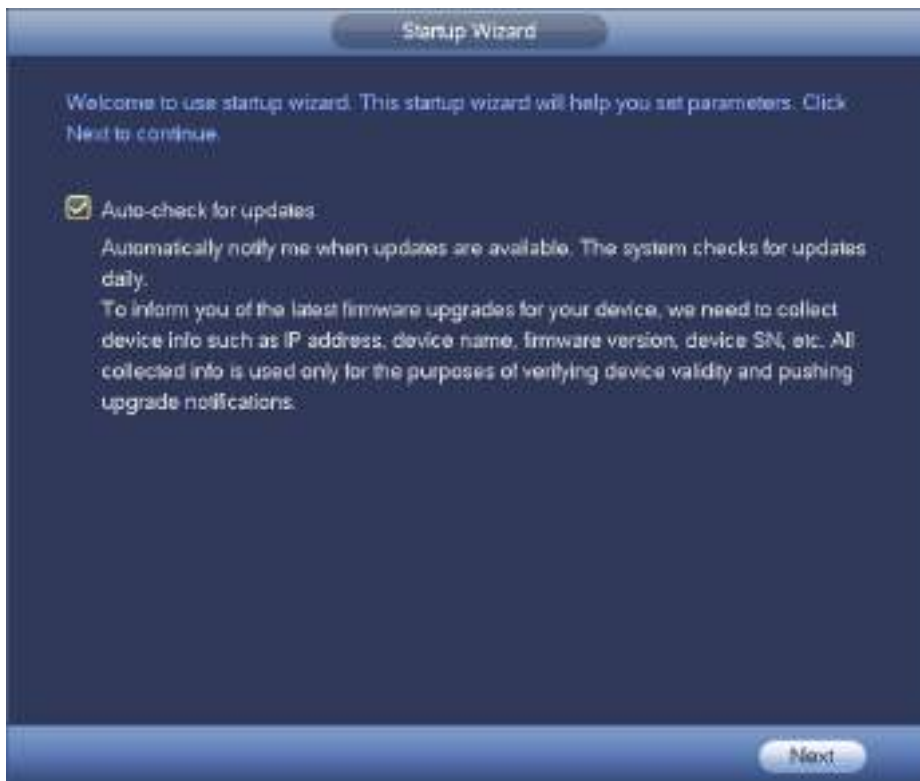 Startup Wizard
Welcome to use startup wizard. This startup wizard will help you set parameters. Click
Next to continue.
Auto-check for updates
Automatically notify me when updates are available. The system checks for updates
daily.
To inform you of the latest firmware upgrades for your device, we need to collect
device info such as IP address, device name, firmware version, device SN, etc. All
collected info is used only for the purposes of verifying device validity and pushing
upgrade notifications.
Next